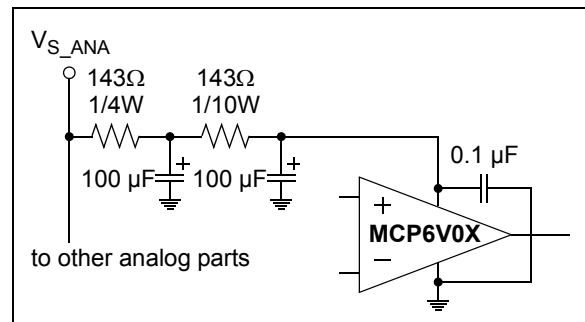 V_S_ANA
143Ω 143Ω
1/4W 1/10W
100 µF 100 µF
0.1 µF
+
+
+
MCP6V0X
−
to other analog parts